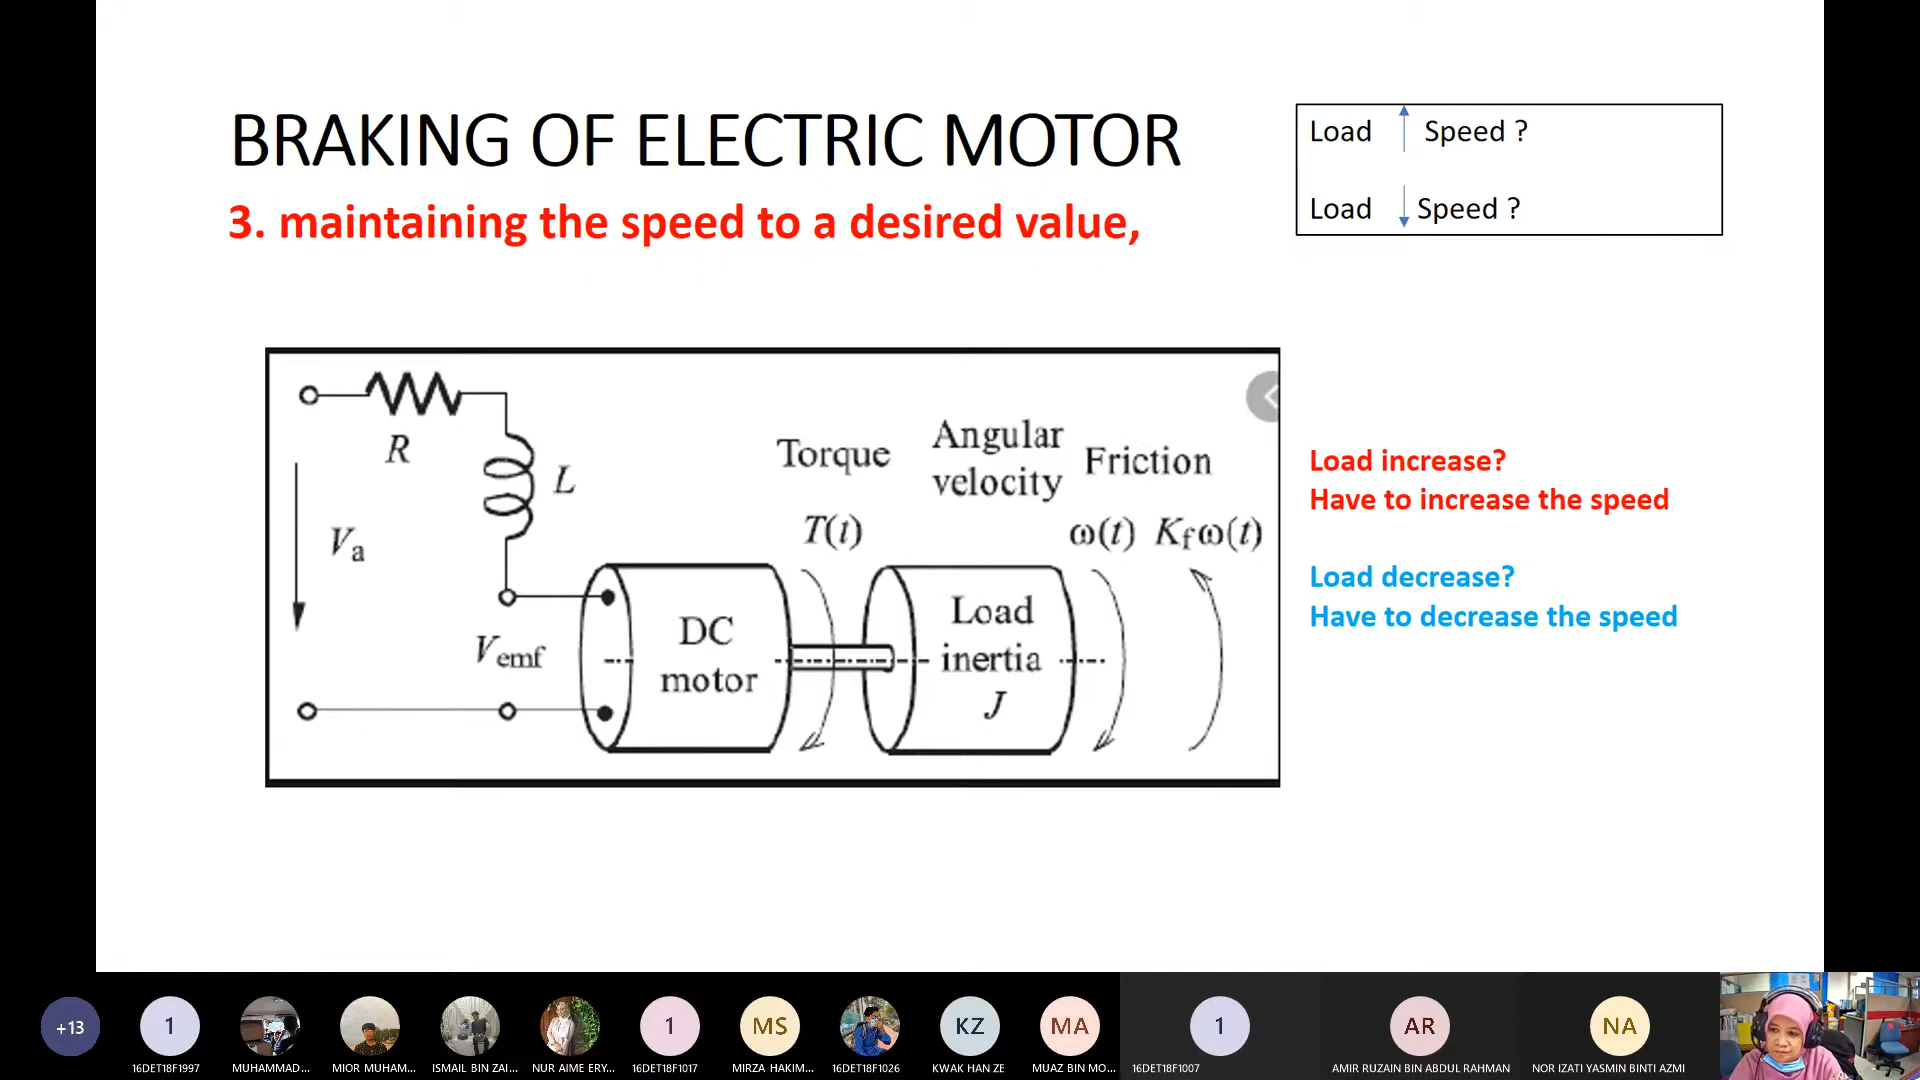 BRAKING OF ELECTRIC MOTOR
3. maintaining the speed to a desired value,
Load Speed ?
Load Speed ?
R
L
Va
Vemf
DC
motor
Torque
T(t)
Angular
velocity
ω(t)
Friction
Kfω(t)
Load
inertia
J
Load increase?
Have to increase the speed
Load decrease?
Have to decrease the speed
+13
1
MS
KZ
MA
1
1
AR
NA
16DET18F1997
MUHAMMAD...
MIOR MUHAM...
ISMAIL BIN ZAI...
NUR AIME ERY...
16DET18F1017
MIRZA HAKIM...
16DET18F1026
KWAK HAN ZE
MUAZ BIN MO...
16DET18F1007
AMIR RUZAIN BIN ABDUL RAHMAN
NOR IZATI YASMIN BINTI AZMI